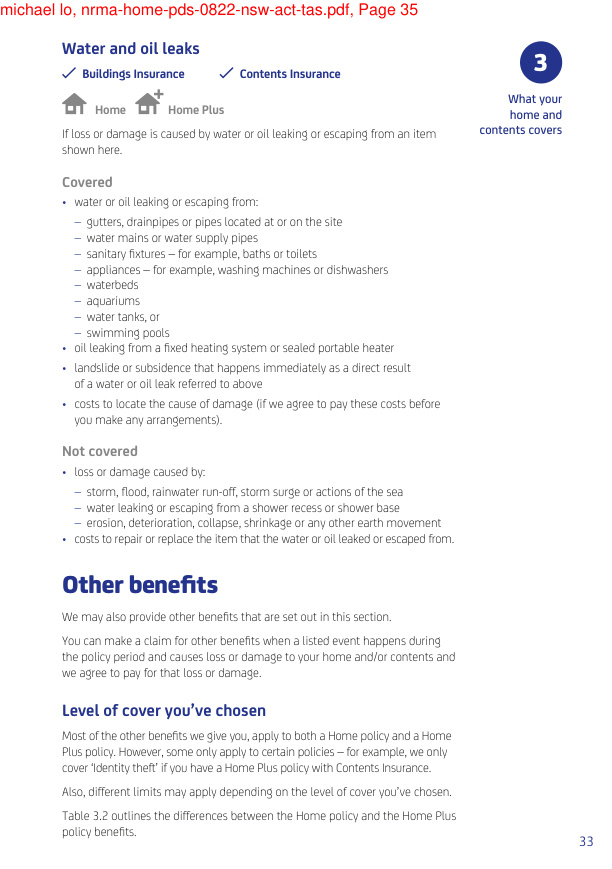 michael lo, nrma-home-pds-0822-nsw-act-tas.pdf, Page 35
Water and oil leaks
Buildings Insurance
Contents Insurance
Home
Home Plus
3
What your
home and
contents covers
If loss or damage is caused by water or oil leaking or escaping from an item
shown here.
Covered
• water or oil leaking or escaping from:
– gutters, drainpipes or pipes located at or on the site
– water mains or water supply pipes
– sanitary fixtures – for example, baths or toilets
– appliances – for example, washing machines or dishwashers
– waterbeds
– aquariums
– water tanks, or
– swimming pools
• oil leaking from a fixed heating system or sealed portable heater
• landslide or subsidence that happens immediately as a direct result
of a water or oil leak referred to above
• costs to locate the cause of damage (if we agree to pay these costs before
you make any arrangements).
Not covered
• loss or damage caused by:
– storm, flood, rainwater run-off, storm surge or actions of the sea
– water leaking or escaping from a shower recess or shower base
– erosion, deterioration, collapse, shrinkage or any other earth movement
• costs to repair or replace the item that the water or oil leaked or escaped from.
Other benefits
We may also provide other benefits that are set out in this section.
You can make a claim for other benefits when a listed event happens during
the policy period and causes loss or damage to your home and/or contents and
we agree to pay for that loss or damage.
Level of cover you've chosen
Most of the other benefits we give you, apply to both a Home policy and a Home
Plus policy. However, some only apply to certain policies – for example, we only
cover 'Identity theft' if you have a Home Plus policy with Contents Insurance.
Also, different limits may apply depending on the level of cover you've chosen.
Table 3.2 outlines the differences between the Home policy and the Home Plus
policy benefits.
33